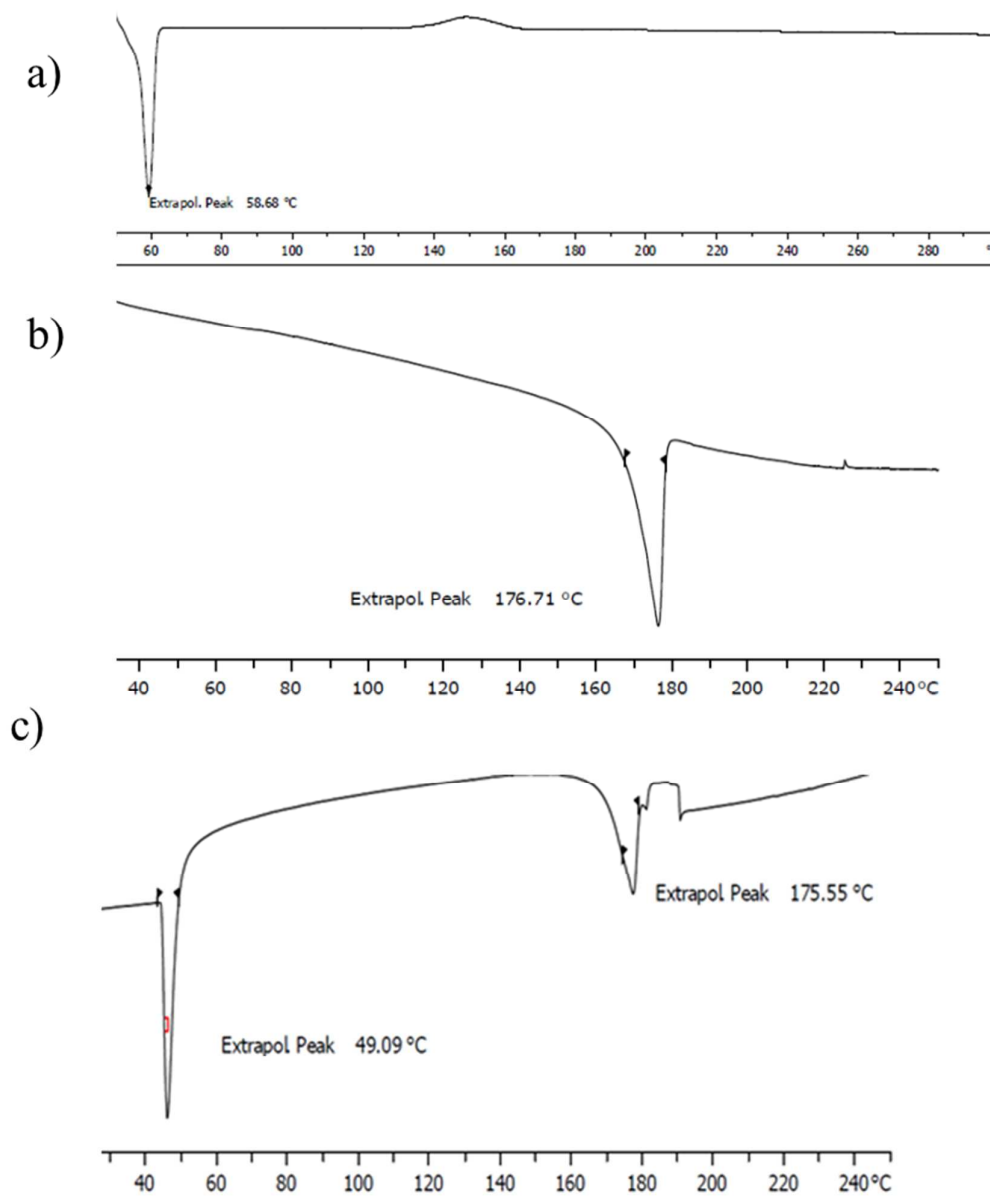 a)
Extrapol. Peak 58.68 °C
60 80 100 120 140 160 180 200 220 240 260 280
b)
Extrapol. Peak 176.71 °C
40 60 80 100 120 140 160 180 200 220 240 °C
c)
Extrapol. Peak 175.55 °C
Extrapol. Peak 49.09 °C
40 60 80 100 120 140 160 180 200 220 240 °C